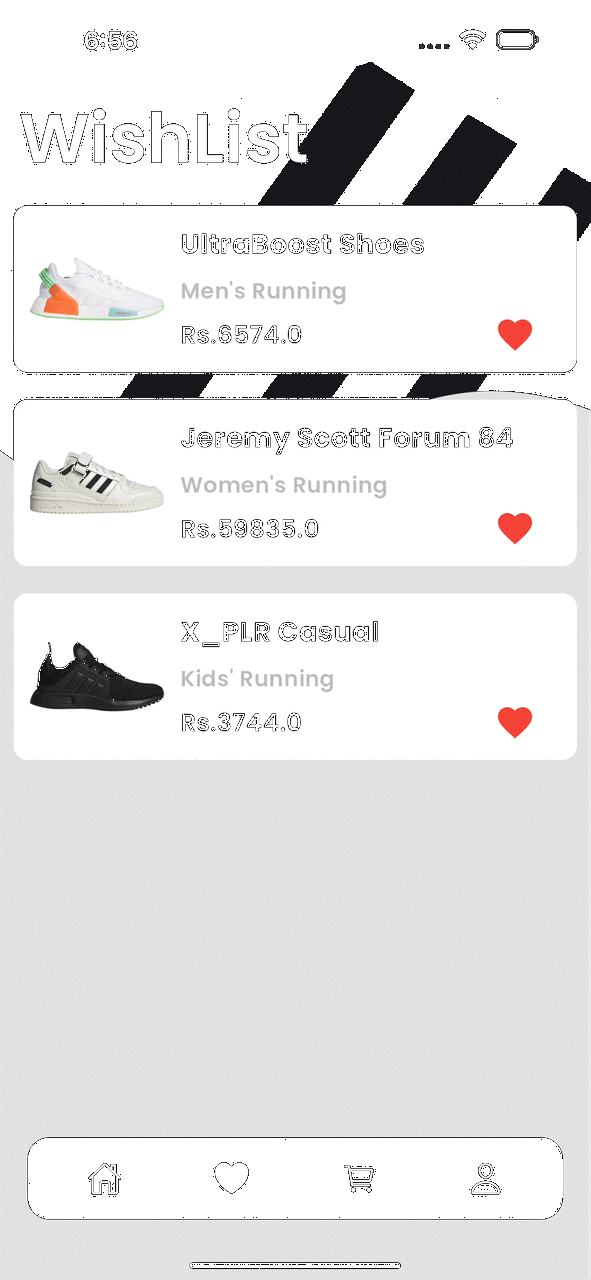 6:56
WishList
UltraBoost Shoes
Men's Running
Rs.6574.0
Jeremy Scott Forum 84
Women's Running
Rs.59835.0
X_PLR Casual
Kids' Running
Rs.3744.0